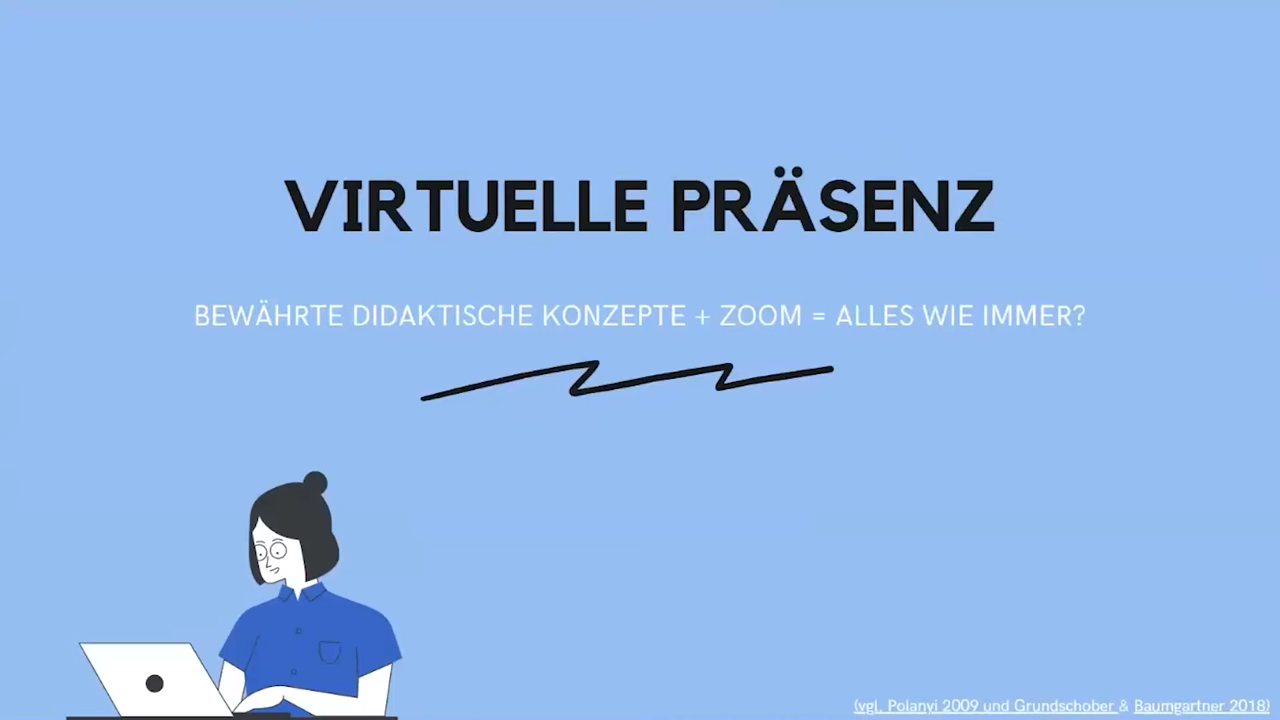 VIRTUELLE PRÄSENZ
BEWÄHRTE DIDAKTISCHE KONZEPTE + ZOOM = ALLES WIE IMMER?
(vgl. Polanyi 2009 und Grundschober & Baumgartner 2018)